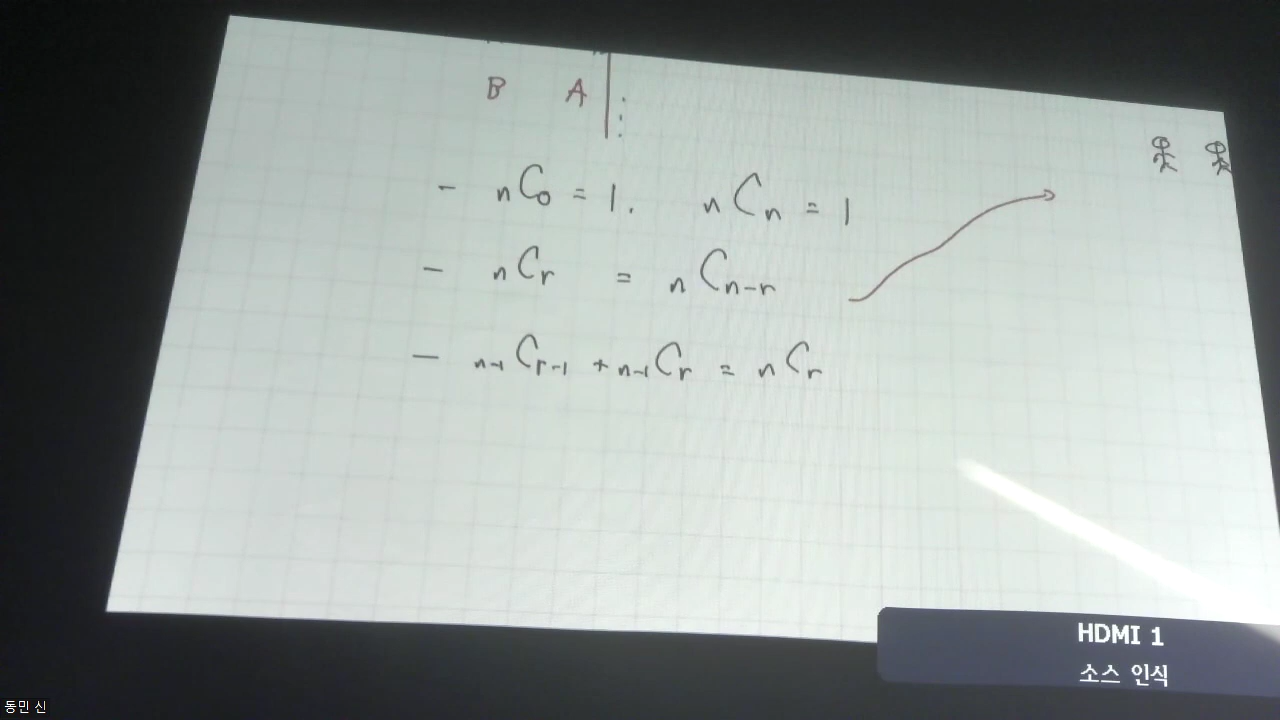 B A :
- nC0 = 1. nCn = 1
- nCr = nCn-r
- n-1Cr-1 + n-1Cr = nCr
HDMI 1
소스 인식
동민 신